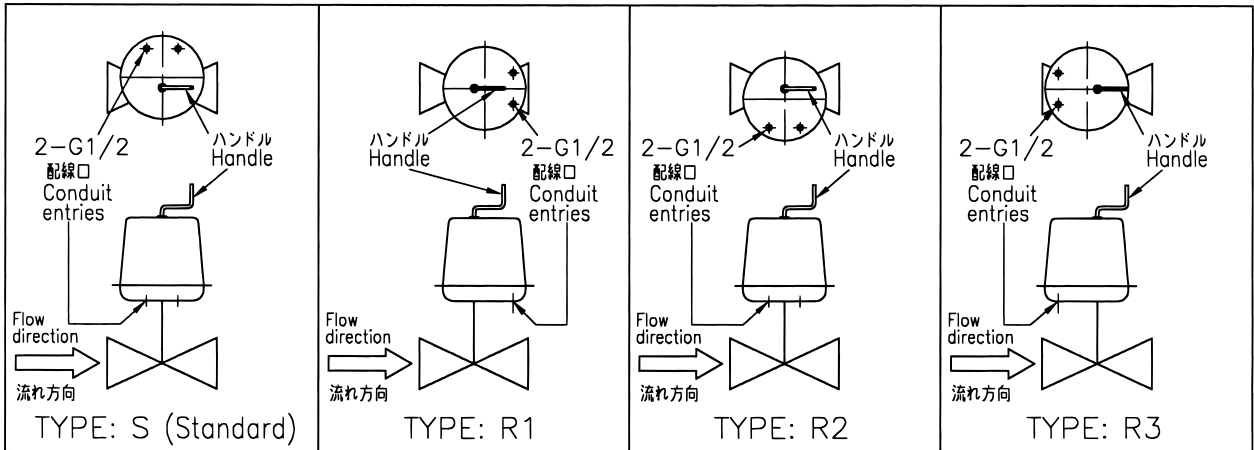 2-G1/2
配線口
Conduit
entries
ハンドル
Handle
Flow
direction
流れ方向
TYPE: S (Standard)
ハンドル
Handle
2-G1/2
配線口
Conduit
entries
Flow
direction
流れ方向
TYPE: R1
2-G1/2
配線口
Conduit
entries
ハンドル
Handle
Flow
direction
流れ方向
TYPE: R2
2-G1/2
配線口
Conduit
entries
ハンドル
Handle
Flow
direction
流れ方向
TYPE: R3